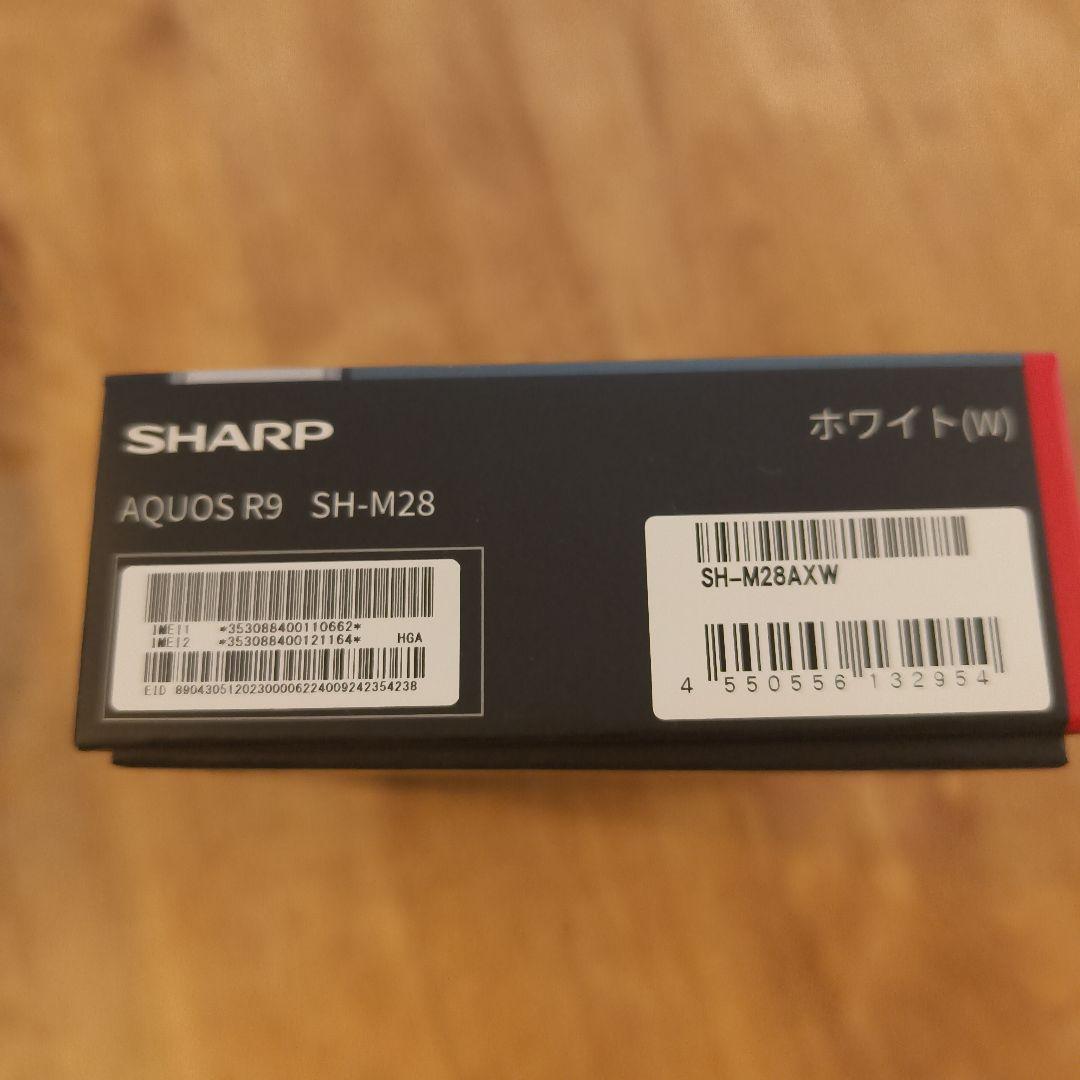 SHARP
ホワイト(W)
AQUOS R9 SH-M28
IMEI1 *353088400110662*
IMEI2 *353088400121164* HGA
EID 89043051202300006224009242354238
SH-M28AXW
4 550556 132954